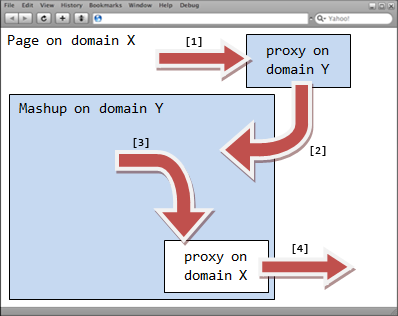 File Edit View History Bookmarks Window Help Debug
Yahoo!
Page on domain X
[1]
proxy on
domain Y
Mashup on domain Y
[3]
[2]
proxy on
domain X
[4]